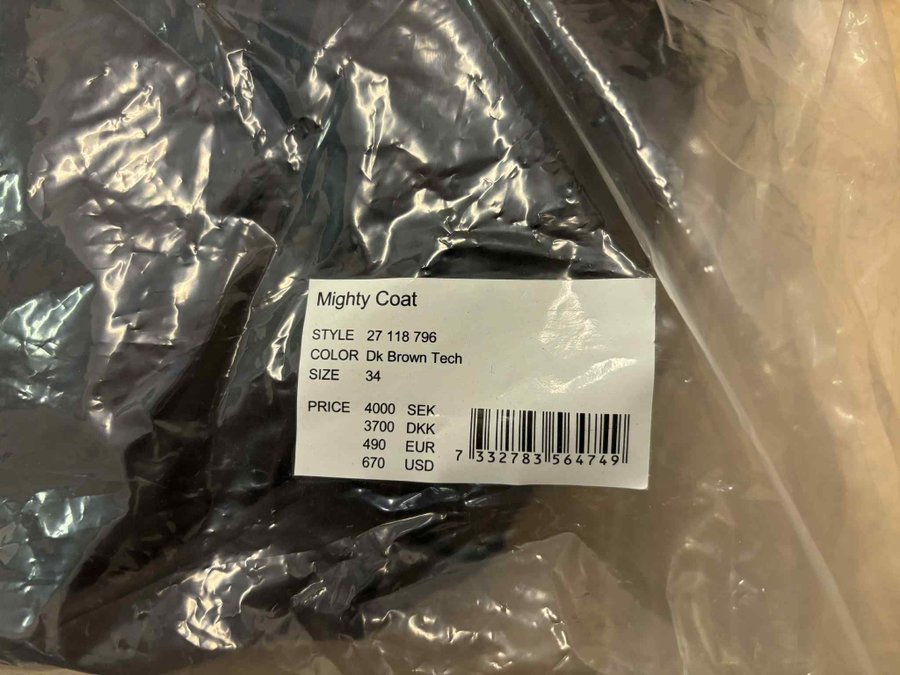 Mighty Coat
STYLE 27 118 796
COLOR Dk Brown Tech
SIZE 34
PRICE 4000 SEK
3700 DKK
490 EUR
670 USD
7 332783 564749